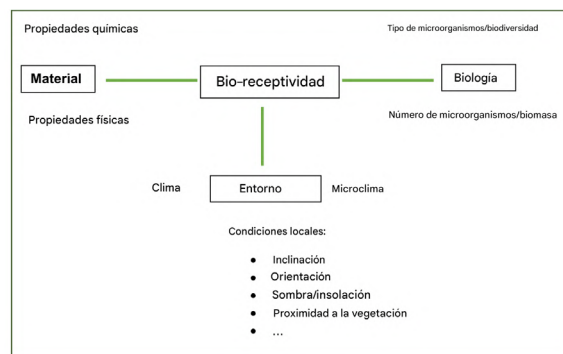 Propiedades químicas
Tipo de microorganismos/biodiversidad
Material
Bio-receptividad
Biología
Propiedades físicas
Número de microorganismos/biomasa
Clima
Entorno
Microclima
Condiciones locales:
● Inclinación
● Orientación
● Sombra/insolación
● Proximidad a la vegetación
● ...